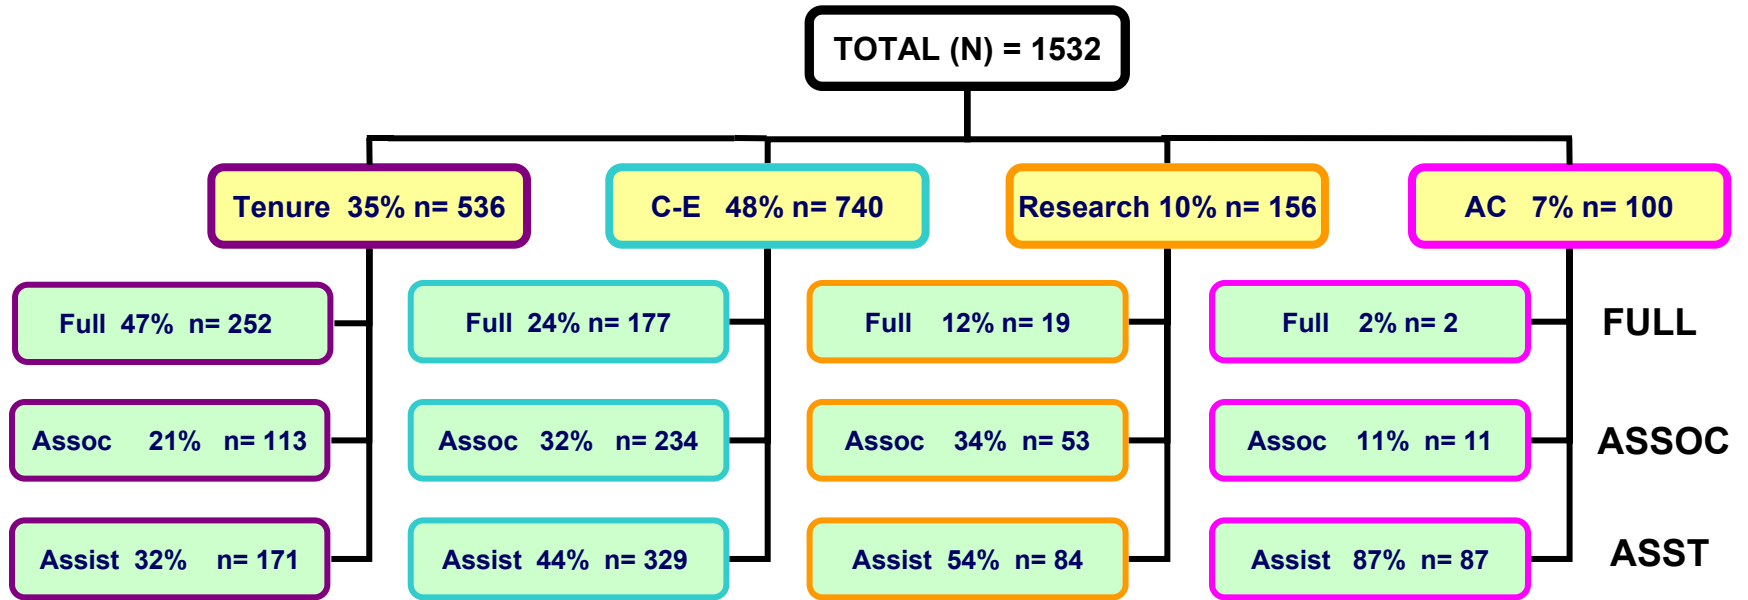 TOTAL (N) = 1532
Tenure 35% n= 536
C-E 48% n= 740
Research 10% n= 156
AC 7% n= 100
Full 47% n= 252
Full 24% n= 177
Full 12% n= 19
Full 2% n= 2
FULL
Assoc 21% n= 113
Assoc 32% n= 234
Assoc 34% n= 53
Assoc 11% n= 11
ASSOC
Assist 32% n= 171
Assist 44% n= 329
Assist 54% n= 84
Assist 87% n= 87
ASST